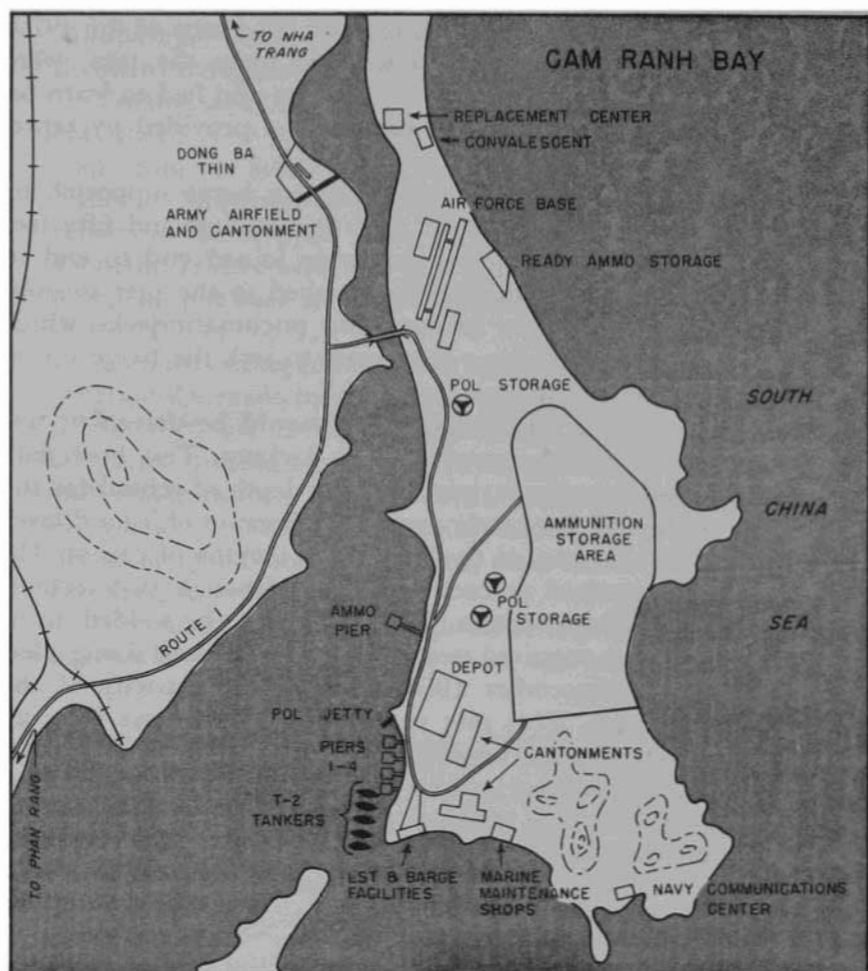 TO NHA
TRANG
CAM RANH BAY
REPLACEMENT CENTER
CONVALESCENT
DONG BA
THIN
ARMY AIRFIELD
AND CANTONMENT
AIR FORCE BASE
READY AMMO STORAGE
POL STORAGE
SOUTH
CHINA
SEA
AMMUNITION
STORAGE
AREA
POL
STORAGE
AMMO
PIER
ROUTE 1
DEPOT
POL JETTY
PIERS
1-4
CANTONMENTS
T-2
TANKERS
TO PHAN RANG
LST & BARGE
FACILITIES
MARINE
MAINTENANCE
SHOPS
NAVY COMMUNICATIONS
CENTER